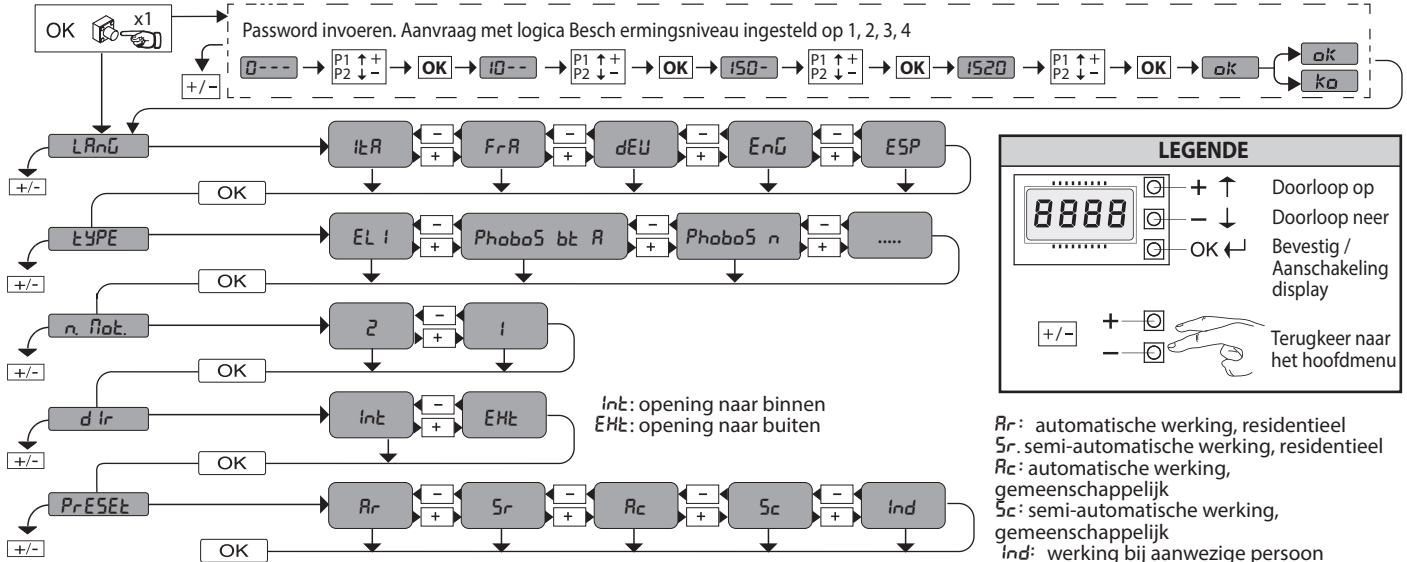 OK x1
Password invoeren. Aanvraag met logica Besch ermingsniveau ingesteld op 1, 2, 3, 4
0--- P1 ↑ + P2 ↓ - OK 10-- P1 ↑ + P2 ↓ - OK 150- P1 ↑ + P2 ↓ - OK 1520 P1 ↑ + P2 ↓ - OK oK oK
Ko
+/-
LAnG ItA - + FrA - + dEU - + EnG - + ESP
+/-
OK
tYPE ELI - + PhoboS bt A - + PhoboS n - + .....
+/-
OK
n. Mot. 2 - + 1
+/-
OK
dIr Int - + EHt
+/-
OK
Int: opening naar binnen
EHt: opening naar buiten
PrESEt Ar - + Sr - + Ac - + Sc - + Ind
+/-
OK
LEGENDE
8888
+ ↑ Doorloop op
− ↓ Doorloop neer
OK ↵ Bevestig /
Aanschakeling
display
+/- + − Terugkeer naar
het hoofdmenu
Ar: automatische werking, residentieel
Sr. semi-automatische werking, residentieel
Ac: automatische werking,
gemeenschappelijk
Sc: semi-automatische werking,
gemeenschappelijk
Ind: werking bij aanwezige persoon